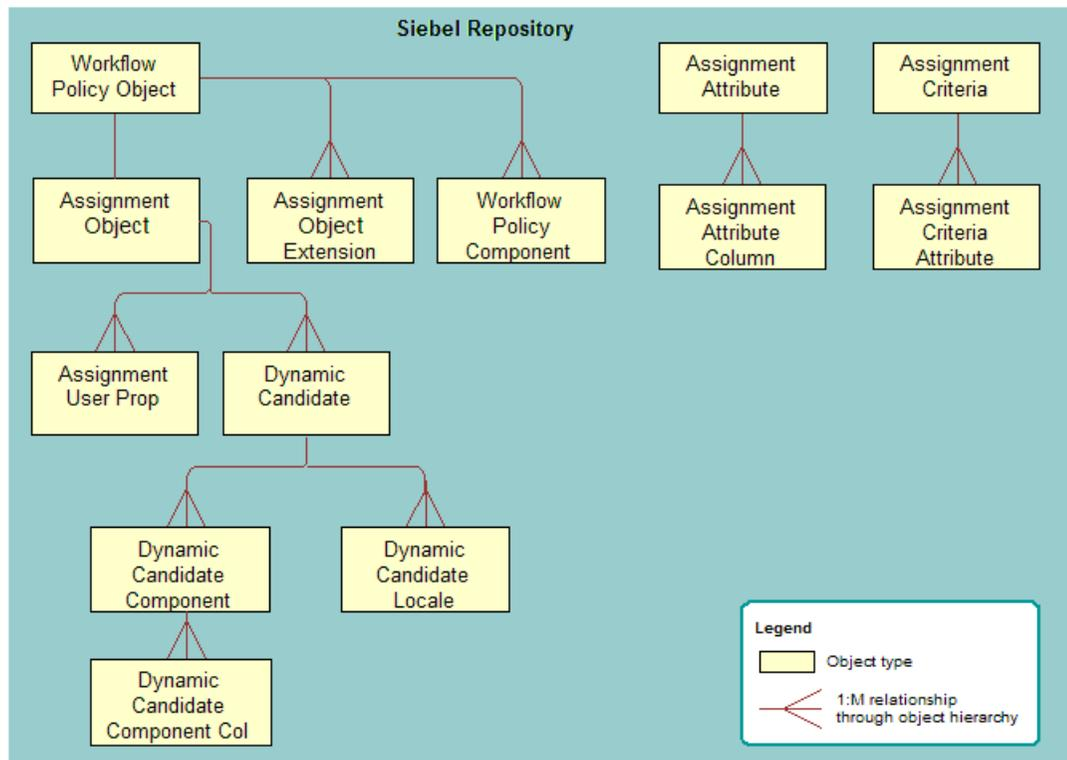 Siebel Repository
Workflow
Policy Object
Assignment
Attribute
Assignment
Criteria
Assignment
Object
Assignment
Object
Extension
Workflow
Policy
Component
Assignment
Attribute
Column
Assignment
Criteria
Attribute
Assignment
User Prop
Dynamic
Candidate
Dynamic
Candidate
Component
Dynamic
Candidate
Locale
Dynamic
Candidate
Component Col
Legend
Object type
1:M relationship
through object hierarchy